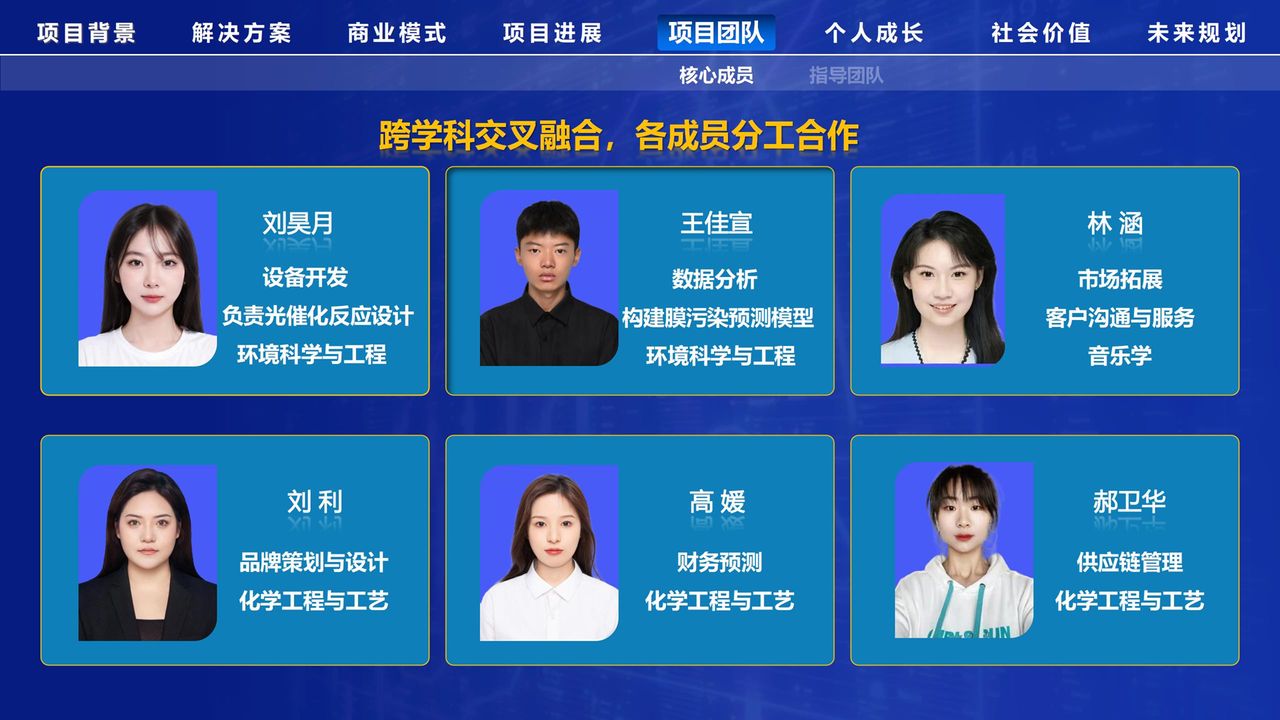 项目背景 解决方案 商业模式 项目进展 项目团队 个人成长 社会价值 未来规划
核心成员 指导团队
跨学科交叉融合，各成员分工合作
刘昊月
设备开发
负责光催化反应设计
环境科学与工程
王佳宣
数据分析
构建膜污染预测模型
环境科学与工程
林 涵
市场拓展
客户沟通与服务
音乐学
刘 利
品牌策划与设计
化学工程与工艺
高 媛
财务预测
化学工程与工艺
郝卫华
供应链管理
化学工程与工艺